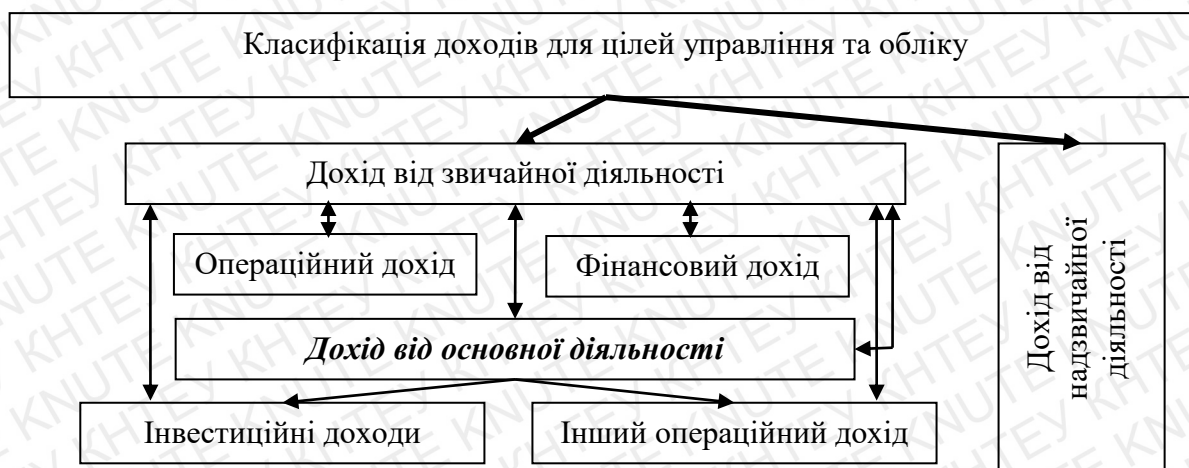 Класифікація доходів для цілей управління та обліку
Дохід від звичайної діяльності
Операційний дохід
Фінансовий дохід
Дохід від основної діяльності
Інвестиційні доходи
Інший операційний дохід
Дохід від
надзвичайної
діяльності